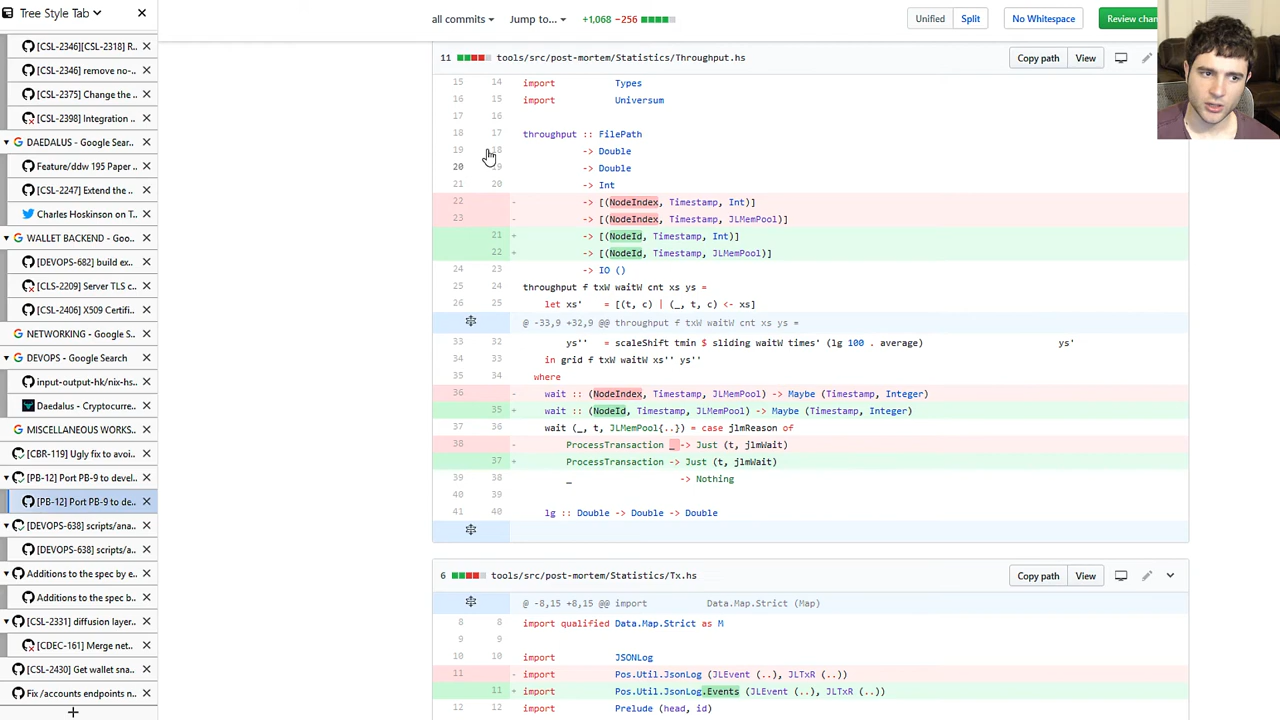 Tree Style Tab
[CSL-2346][CSL-2318] R..
[CSL-2346] remove no-..
[CSL-2375] Change the ..
[CSL-2398] Integration ..
DAEDALUS - Google Sear..
Feature/ddw 195 Paper ..
[CSL-2247] Extend the ..
Charles Hoskinson on T..
WALLET BACKEND - Goo..
[DEVOPS-682] build ex..
[CLS-2209] Server TLS c..
[CSL-2406] X509 Certifi..
NETWORKING - Google S..
DEVOPS - Google Search
input-output-hk/nix-hs..
Daedalus - Cryptocurre..
MISCELLANEOUS WORKS..
[CBR-119] Ugly fix to avoi..
[PB-12] Port PB-9 to devel..
[PB-12] Port PB-9 to de..
[DEVOPS-638] scripts/ana..
[DEVOPS-638] scripts/a..
Additions to the spec by e..
Additions to the spec b..
[CSL-2331] diffusion layer..
[CDEC-161] Merge net..
[CSL-2430] Get wallet sna..
Fix /accounts endpoints n..
all commits Jump to... +1,068 −256 Unified Split No Whitespace Review chan
11 tools/src/post-mortem/Statistics/Throughput.hs Copy path View
15 14 import Types
16 15 import Universum
17 16
18 17 throughput :: FilePath
19 18 -> Double
20 19 -> Double
21 20 -> Int
22 - -> [(NodeIndex, Timestamp, Int)]
23 - -> [(NodeIndex, Timestamp, JLMemPool)]
21 + -> [(NodeId, Timestamp, Int)]
22 + -> [(NodeId, Timestamp, JLMemPool)]
24 23 -> IO ()
25 24 throughput f txW waitW cnt xs ys =
26 25 let xs' = [(t, c) | (_, t, c) <- xs]
@ -33,9 +32,9 @@ throughput f txW waitW cnt xs ys =
33 32 ys'' = scaleShift tmin $ sliding waitW times' (lg 100 . average) ys'
34 33 in grid f txW waitW xs'' ys''
35 34 where
36 - wait :: (NodeIndex, Timestamp, JLMemPool) -> Maybe (Timestamp, Integer)
35 + wait :: (NodeId, Timestamp, JLMemPool) -> Maybe (Timestamp, Integer)
37 36 wait (_, t, JLMemPool{..}) = case jlmReason of
38 - ProcessTransaction _ -> Just (t, jlmWait)
37 + ProcessTransaction -> Just (t, jlmWait)
39 38 _ -> Nothing
40 39
41 40 lg :: Double -> Double -> Double
6 tools/src/post-mortem/Statistics/Tx.hs Copy path View
@ -8,15 +8,15 @@ import Data.Map.Strict (Map)
8 8 import qualified Data.Map.Strict as M
9 9
10 10 import JSONLog
11 - import Pos.Util.JsonLog (JLEvent (..), JLTxR (..))
11 + import Pos.Util.JsonLog.Events (JLEvent (..), JLTxR (..))
12 12 import Prelude (head, id)